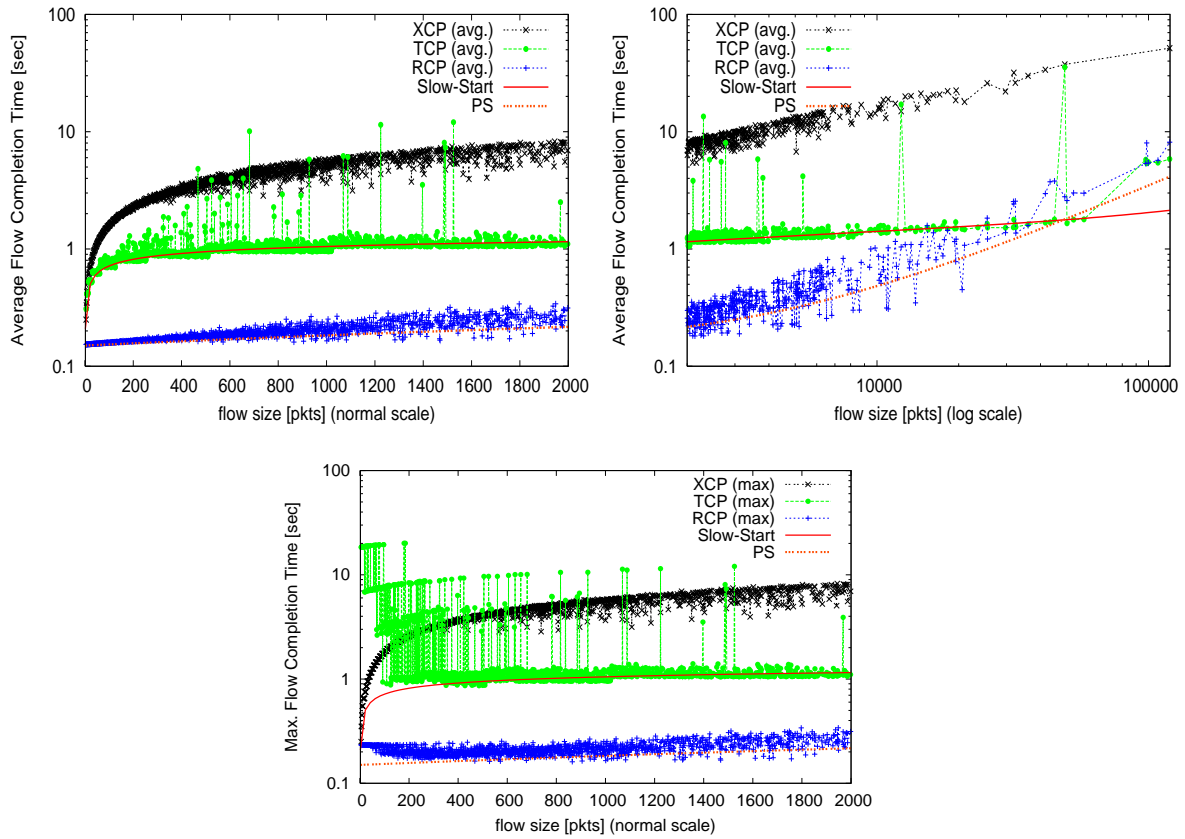 Average Flow Completion Time [sec]
100
10
1
0.1
XCP (avg.)
TCP (avg.)
RCP (avg.)
Slow-Start
PS
0 200 400 600 800 1000 1200 1400 1600 1800 2000
flow size [pkts] (normal scale)
Average Flow Completion Time [sec]
100
10
1
0.1
XCP (avg.)
TCP (avg.)
RCP (avg.)
Slow-Start
PS
10000 100000
flow size [pkts] (log scale)
Max. Flow Completion Time [sec]
100
10
1
0.1
XCP (max)
TCP (max)
RCP (max)
Slow-Start
PS
0 200 400 600 800 1000 1200 1400 1600 1800 2000
flow size [pkts] (normal scale)